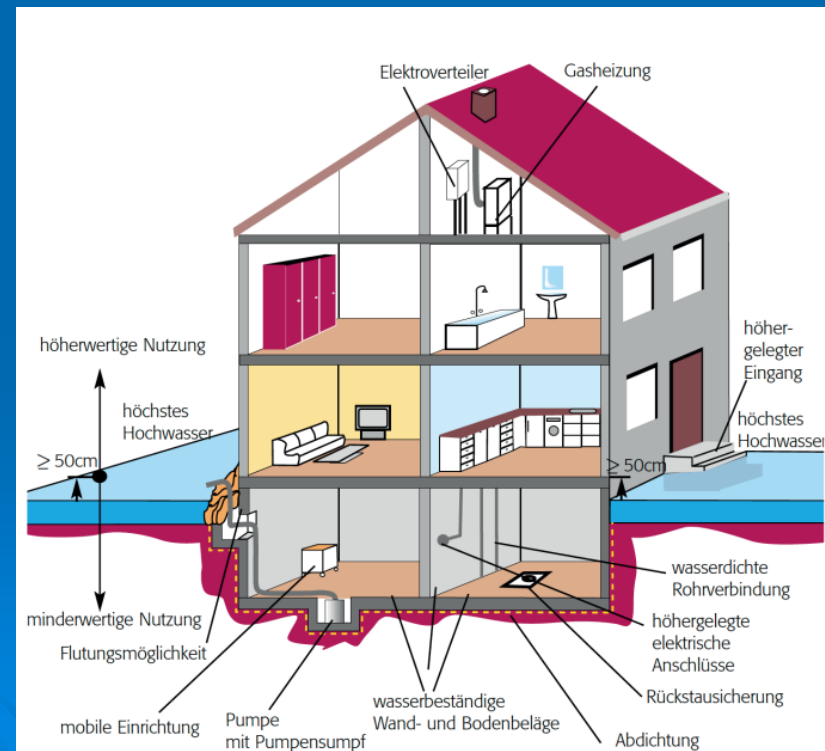 Elektroverteiler
Gasheizung
höherwertige Nutzung
höchstes
Hochwasser
≥ 50cm
höher-
gelegter
Eingang
höchstes
Hochwasser
≥ 50cm
minderwertige Nutzung
Flutungsmöglichkeit
mobile Einrichtung
Pumpe
mit Pumpensumpf
wasserbeständige
Wand- und Bodenbeläge
wasserdichte
Rohrverbindung
höhergelegte
elektrische
Anschlüsse
Rückstausicherung
Abdichtung